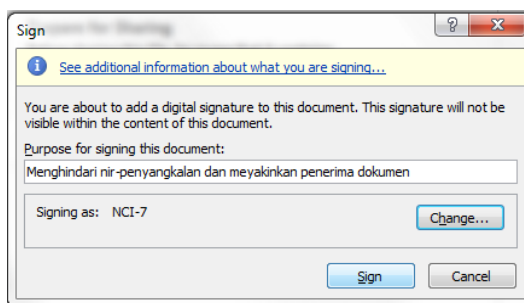 Sign
See additional information about what you are signing...
You are about to add a digital signature to this document. This signature will not be
visible within the content of this document.
Purpose for signing this document:
Menghindari nir-penyangkalan dan meyakinkan penerima dokumen
Signing as: NCI-7
Change...
Sign
Cancel